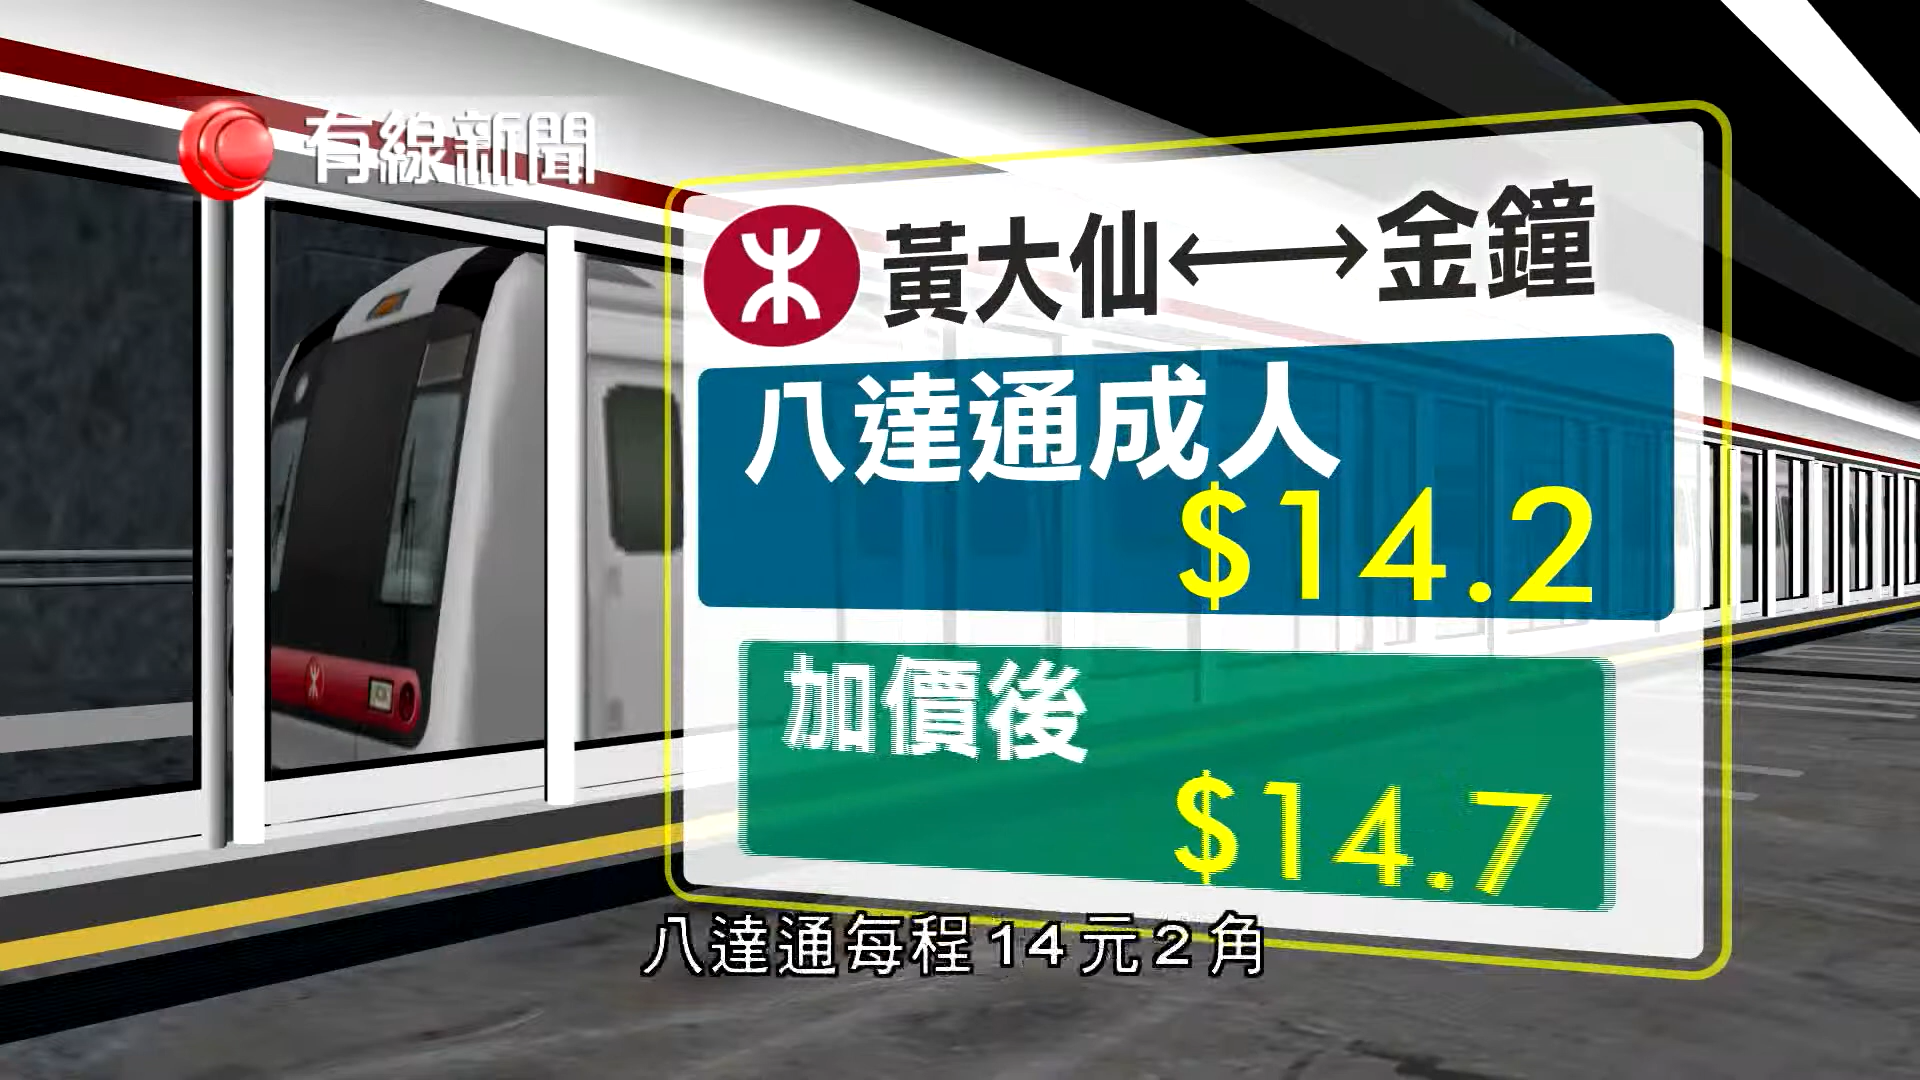 有線新聞
黃大仙←→金鐘
八達通成人
$14.2
加價後
$14.7
八達通每程14元2角